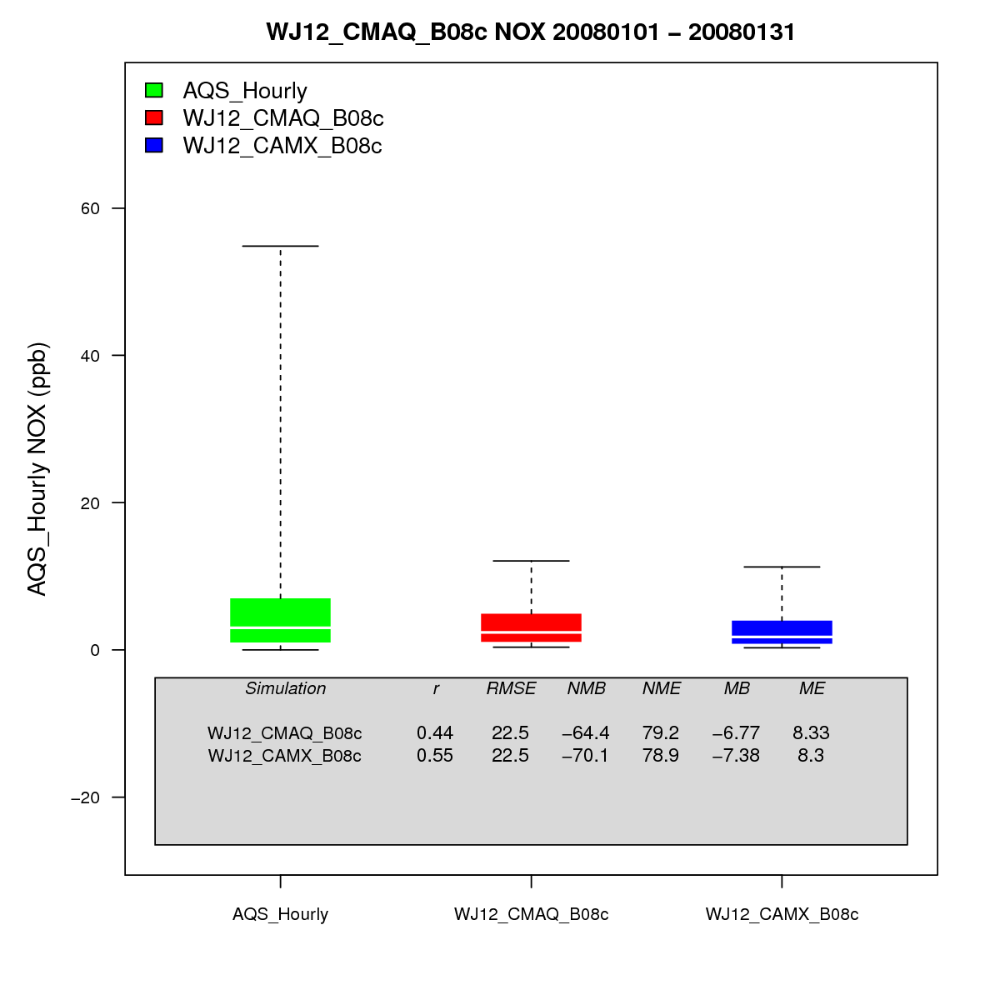 WJ12_CMAQ_B08c NOX 20080101 − 20080131
AQS_Hourly
WJ12_CMAQ_B08c
WJ12_CAMX_B08c
AQS_Hourly NOX (ppb)
60
40
20
0
−20
Simulation r RMSE NMB NME MB ME
WJ12_CMAQ_B08c 0.44 22.5 −64.4 79.2 −6.77 8.33
WJ12_CAMX_B08c 0.55 22.5 −70.1 78.9 −7.38 8.3
AQS_Hourly WJ12_CMAQ_B08c WJ12_CAMX_B08c